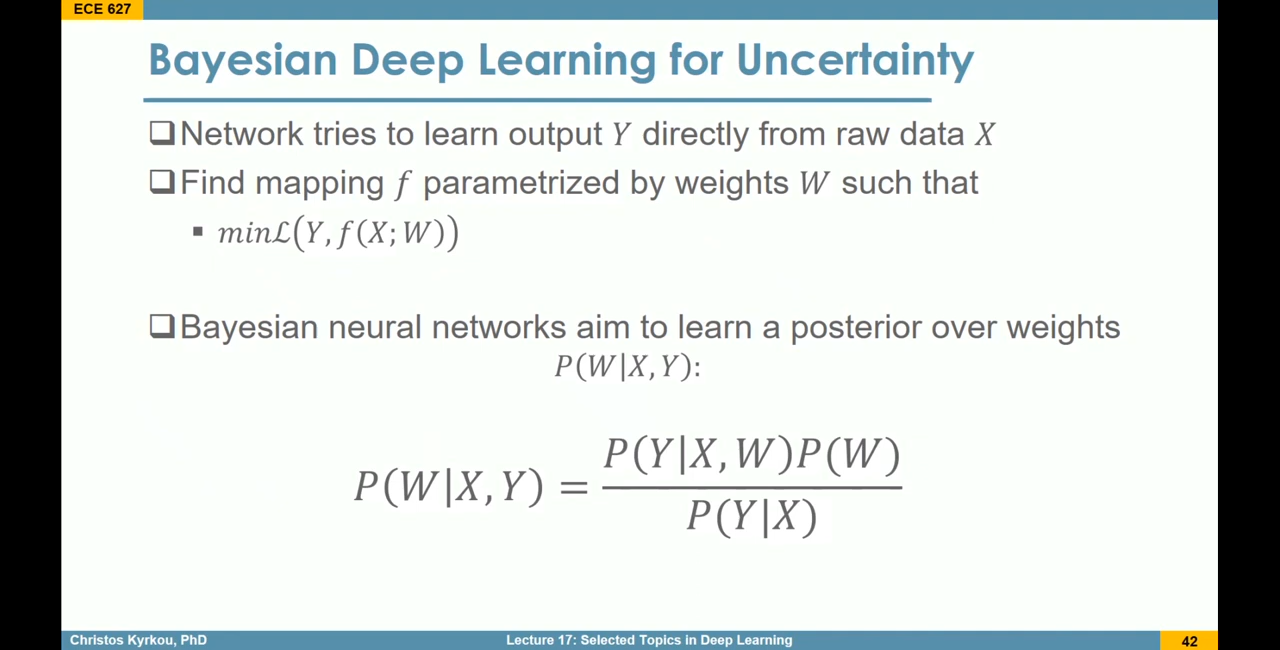 ECE 627
Bayesian Deep Learning for Uncertainty
❑Network tries to learn output Y directly from raw data X
❑Find mapping f parametrized by weights W such that
▪ minℒ(Y, f(X; W))
❑Bayesian neural networks aim to learn a posterior over weights
P(W|X, Y):
P(W|X, Y) = P(Y|X, W)P(W) / P(Y|X)
Christos Kyrkou, PhD
Lecture 17: Selected Topics in Deep Learning
42